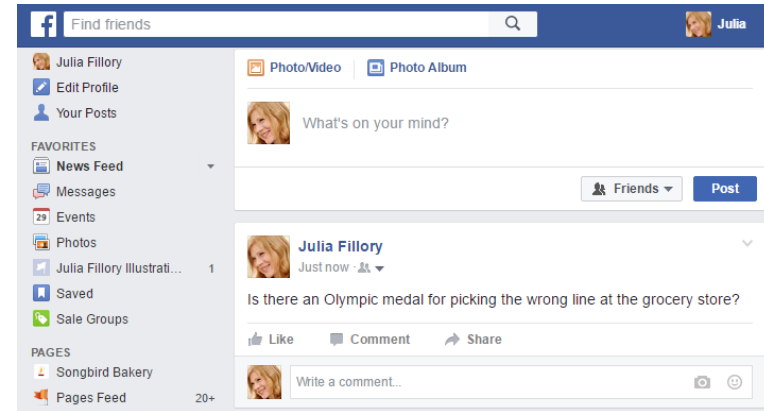 f Find friends Julia
Julia Fillory
Edit Profile
Your Posts
FAVORITES
News Feed
Messages
29 Events
Photos
Julia Fillory Illustrati... 1
Saved
Sale Groups
PAGES
Songbird Bakery
Pages Feed 20+
Photo/Video Photo Album
What's on your mind?
Friends Post
Julia Fillory
Just now ·
Is there an Olympic medal for picking the wrong line at the grocery store?
Like Comment Share
Write a comment...